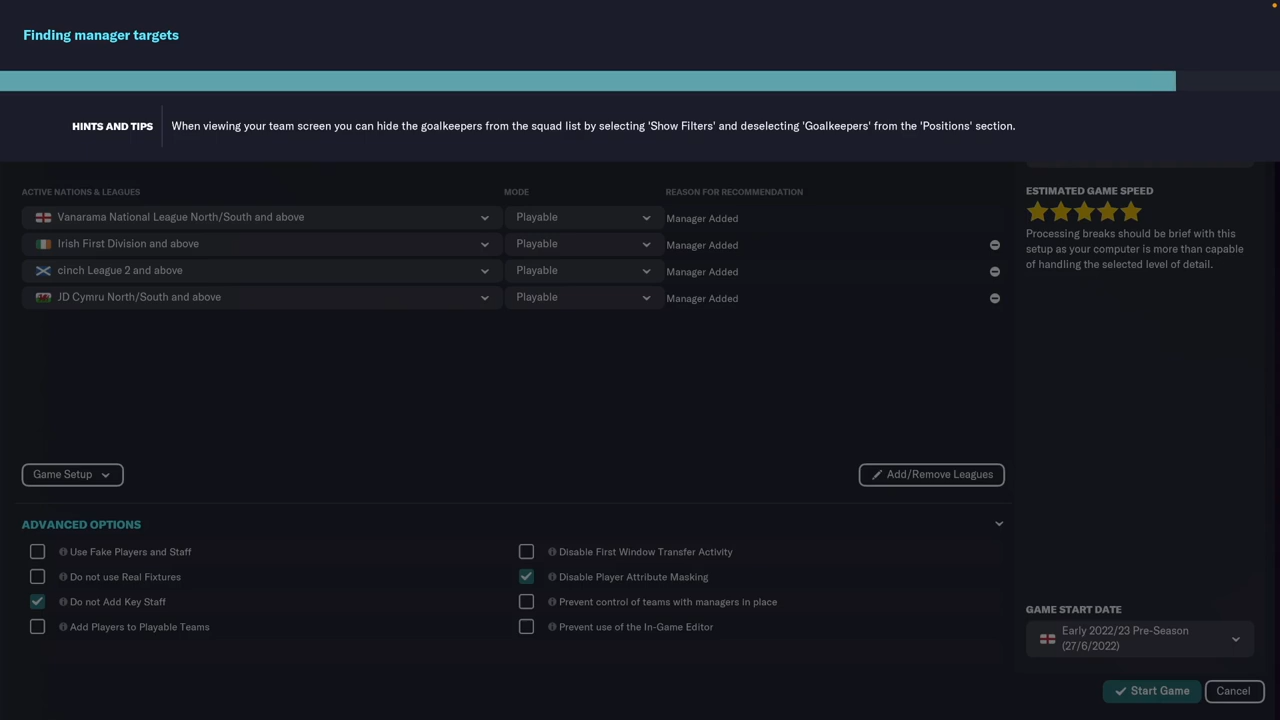 Finding manager targets
HINTS AND TIPS
When viewing your team screen you can hide the goalkeepers from the squad list by selecting 'Show Filters' and deselecting 'Goalkeepers' from the 'Positions' section.
ACTIVE NATIONS & LEAGUES MODE REASON FOR RECOMMENDATION
Vanarama National League North/South and above Playable Manager Added
Irish First Division and above Playable Manager Added
cinch League 2 and above Playable Manager Added
JD Cymru North/South and above Playable Manager Added
ESTIMATED GAME SPEED
Processing breaks should be brief with this
setup as your computer is more than capable
of handling the selected level of detail.
Game Setup
Add/Remove Leagues
ADVANCED OPTIONS
Use Fake Players and Staff Disable First Window Transfer Activity
Do not use Real Fixtures Disable Player Attribute Masking
Do not Add Key Staff Prevent control of teams with managers in place
Add Players to Playable Teams Prevent use of the In-Game Editor
GAME START DATE
Early 2022/23 Pre-Season
(27/6/2022)
Start Game Cancel